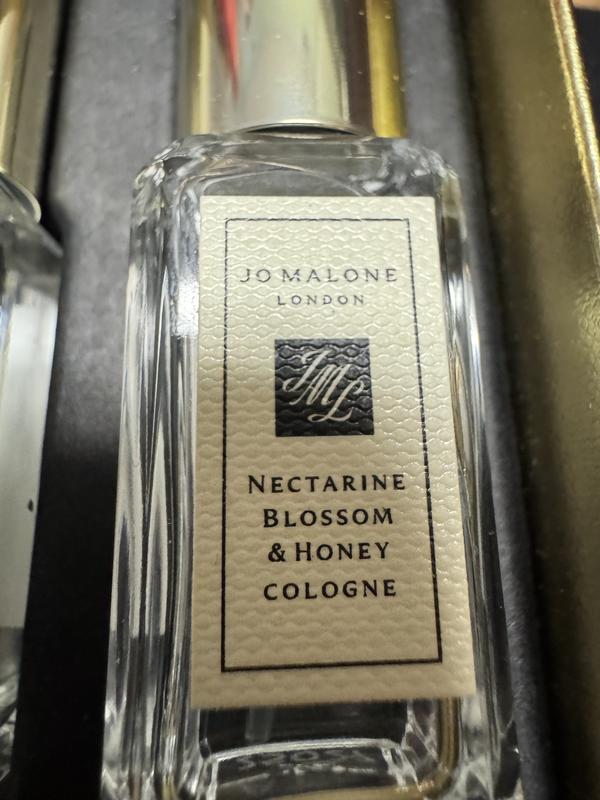 JO MALONE
LONDON
JML
NECTARINE
BLOSSOM
& HONEY
COLOGNE